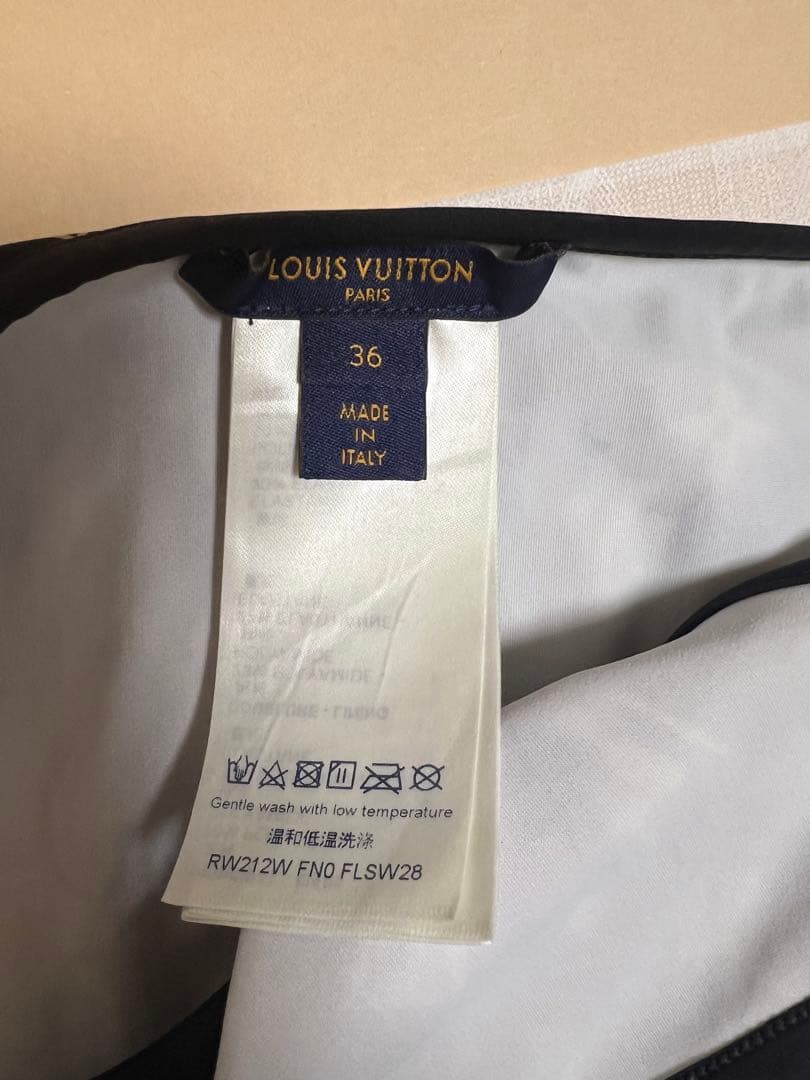 LOUIS VUITTON
PARIS
36
MADE
IN
ITALY
Gentle wash with low temperature
温和低温洗涤
RW212W FN0 FLSW28